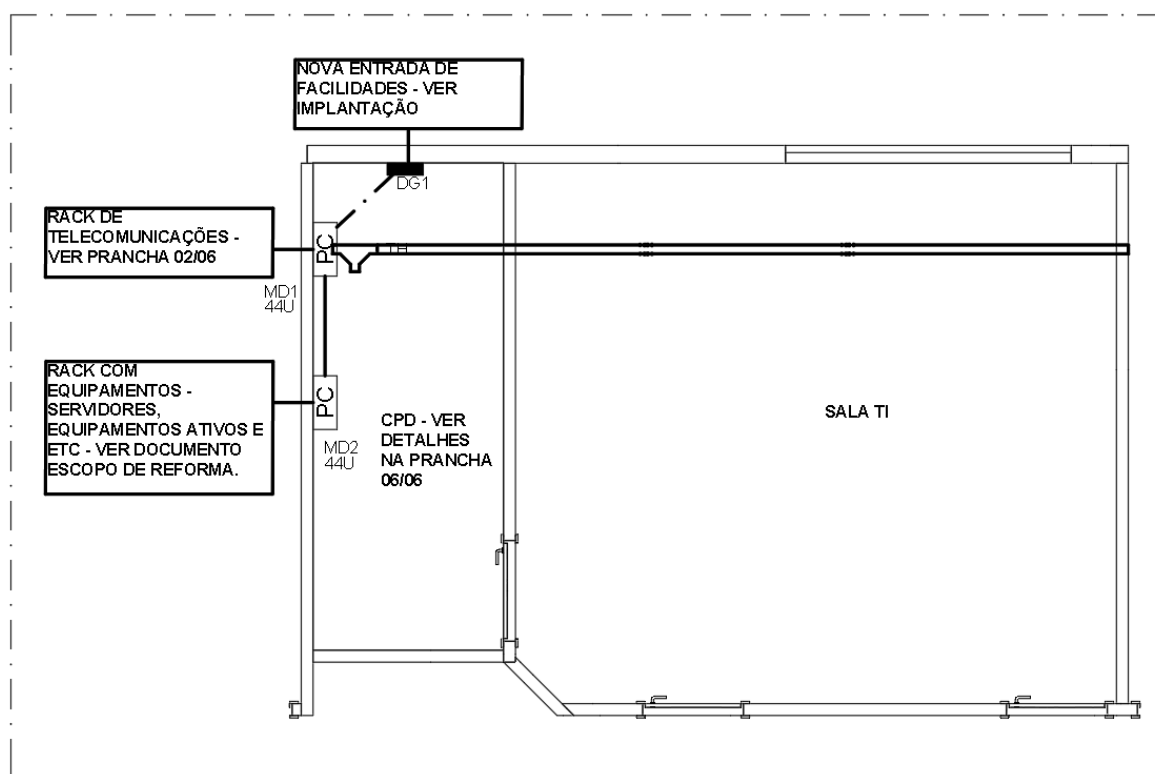 NOVA ENTRADA DE
FACILIDADES - VER
IMPLANTAÇÃO
DG1
RACK DE
TELECOMUNICAÇÕES -
VER PRANCHA 02/06
PC
MD1
44U
RACK COM
EQUIPAMENTOS -
SERVIDORES,
EQUIPAMENTOS ATIVOS E
ETC - VER DOCUMENTO
ESCOPO DE REFORMA.
PC
MD2
44U
CPD - VER
DETALHES
NA PRANCHA
06/06
SALA TI